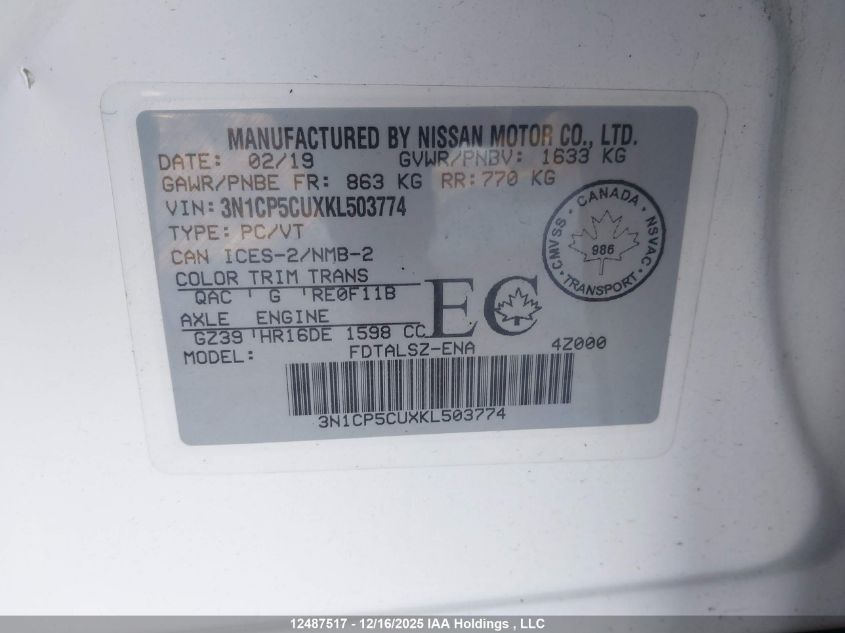 MANUFACTURED BY NISSAN MOTOR CO., LTD.
DATE: 02/19 GVWR/PNBV: 1633 KG
GAWR/PNBE FR: 863 KG RR: 770 KG
VIN: 3N1CP5CUXKL503774
TYPE: PC/VT
CAN ICES-2/NMB-2
COLOR TRIM TRANS
QAC G RE0F11B
AXLE ENGINE
GZ39 HR16DE 1598 CC
MODEL: FDTALSZ-ENA 4Z000
EC
CANADA
CMVSS
NSVAC
986
TRANSPORT
3N1CP5CUXKL503774
12487517 - 12/16/2025 IAA Holdings , LLC